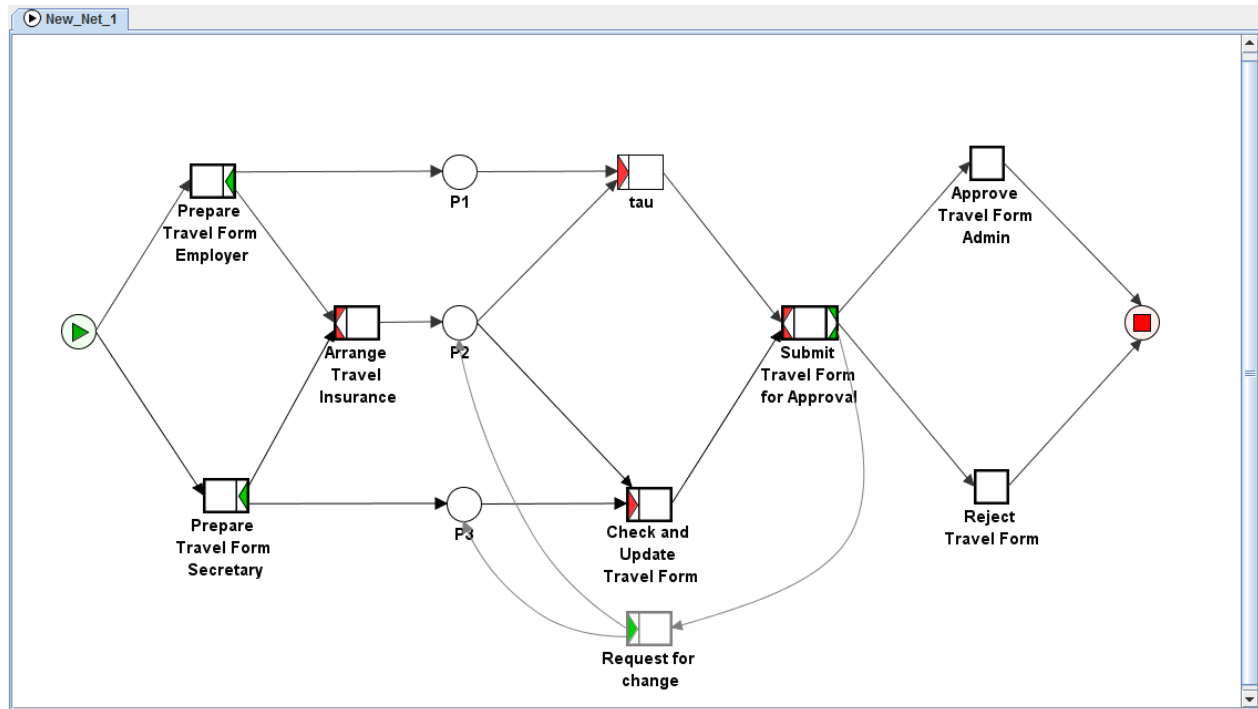 New_Net_1
Prepare
Travel Form
Employer
P1
tau
Approve
Travel Form
Admin
Arrange
Travel
Insurance
P2
Submit
Travel Form
for Approval
Prepare
Travel Form
Secretary
P3
Check and
Update
Travel Form
Reject
Travel Form
Request for
change